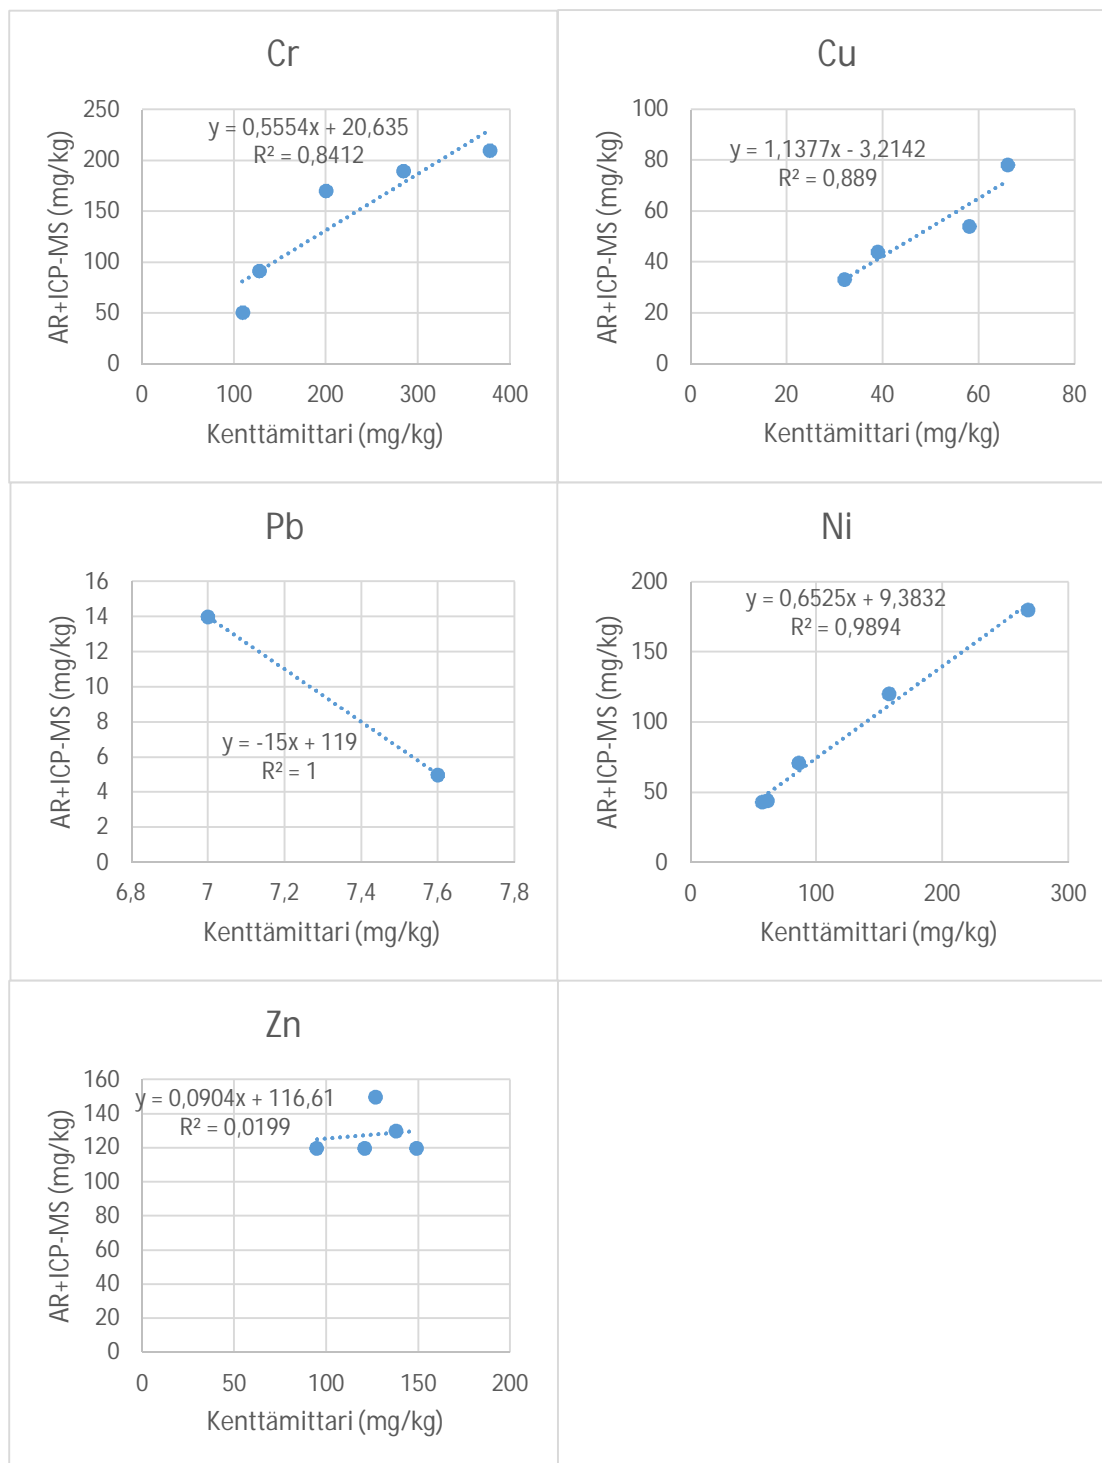 Cr
y = 0,5554x + 20,635
R² = 0,8412
250
200
150
100
50
0
0 100 200 300 400
AR+ICP-MS (mg/kg)
Kenttämittari (mg/kg)
Cu
y = 1,1377x - 3,2142
R² = 0,889
100
80
60
40
20
0
0 20 40 60 80
AR+ICP-MS (mg/kg)
Kenttämittari (mg/kg)
Pb
16
14
12
10
8
6
4
2
0
y = -15x + 119
R² = 1
6,8 7 7,2 7,4 7,6 7,8
AR+ICP-MS (mg/kg)
Kenttämittari (mg/kg)
Ni
y = 0,6525x + 9,3832
R² = 0,9894
200
150
100
50
0
0 100 200 300
AR+ICP-MS (mg/kg)
Kenttämittari (mg/kg)
Zn
y = 0,0904x + 116,61
R² = 0,0199
160
140
120
100
80
60
40
20
0
0 50 100 150 200
AR+ICP-MS (mg/kg)
Kenttämittari (mg/kg)